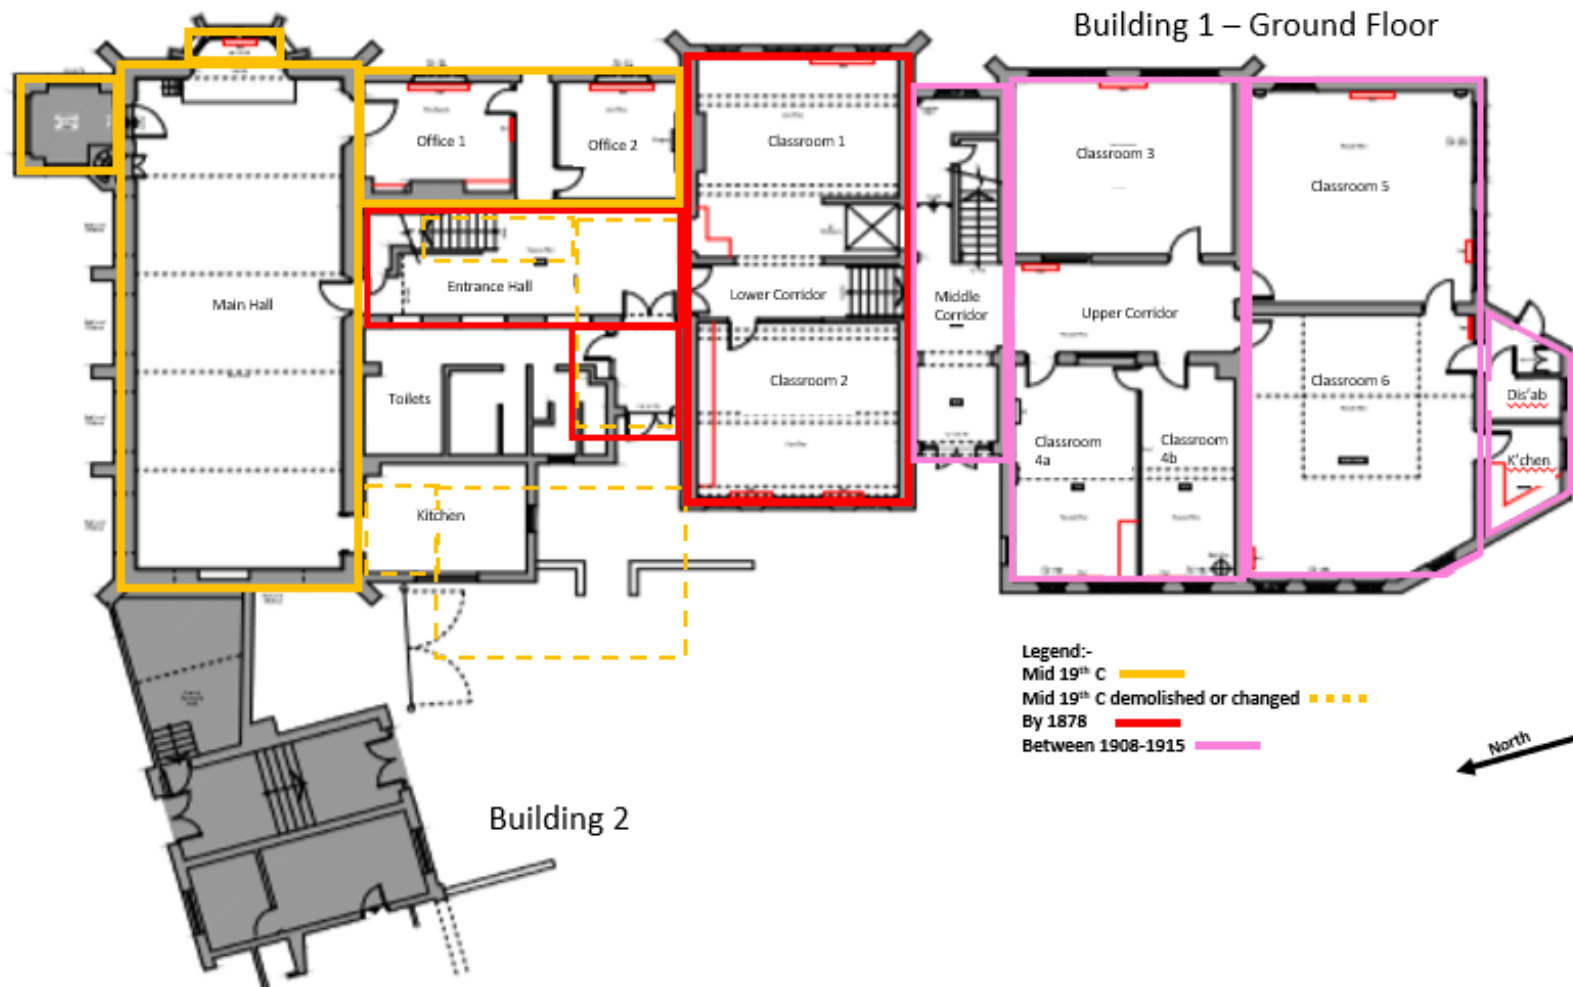 Building 1 – Ground Floor
Office 1
Office 2
Classroom 1
Classroom 3
Classroom 5
Entrance Hall
Main Hall
Lower Corridor
Middle
Corridor
Upper Corridor
Toilets
Classroom 2
Classroom 6
Dis'ab
Classroom
4a
Classroom
4b
K'chen
Kitchen
Legend:-
Mid 19th C
Mid 19th C demolished or changed
By 1878
Between 1908-1915
North
Building 2